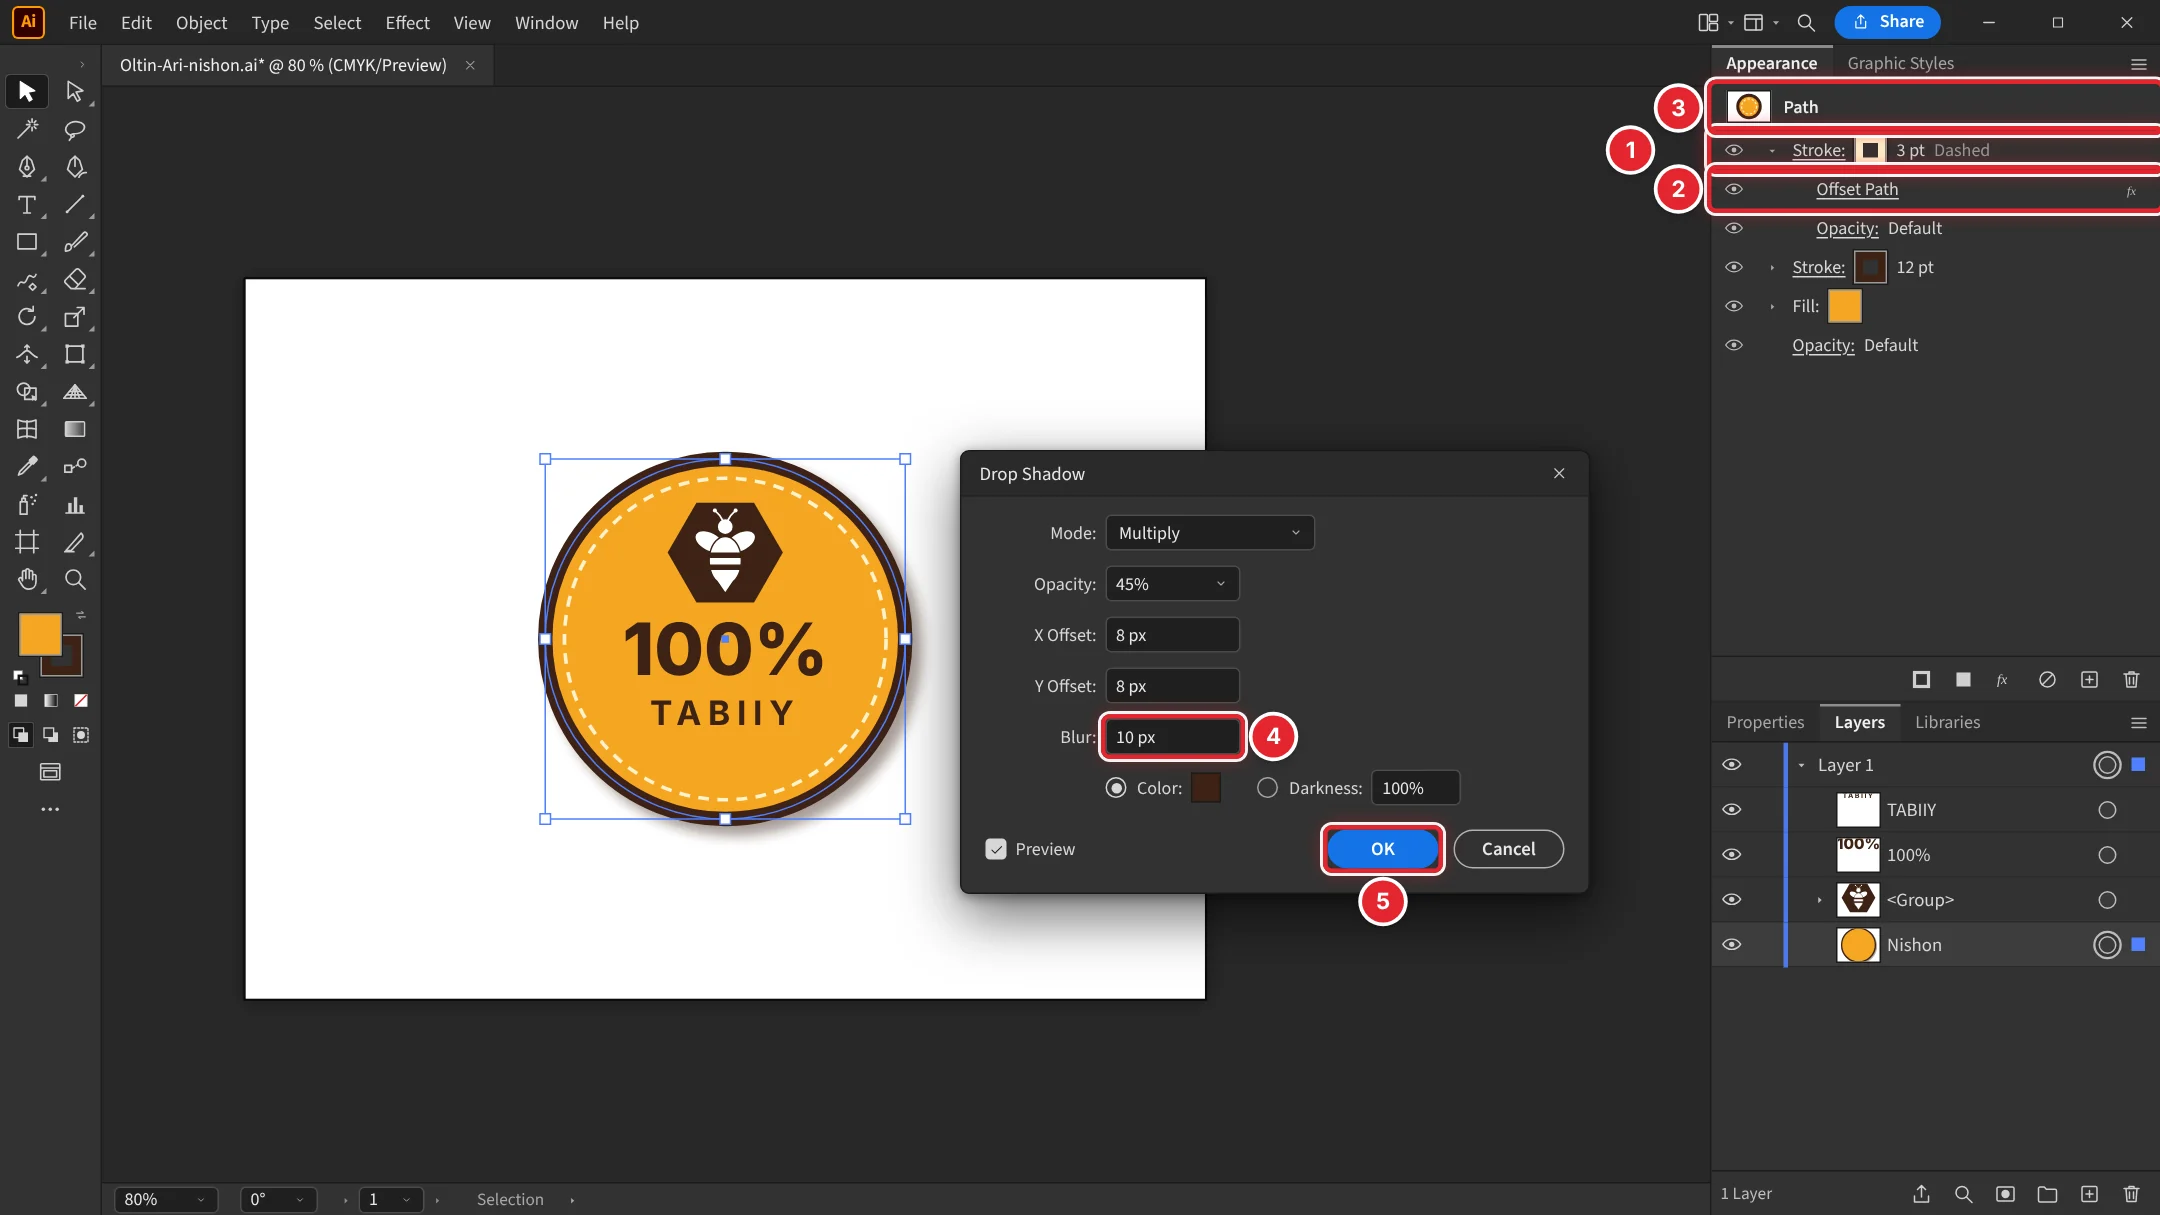 Ai File Edit Object Type Select Effect View Window Help Share
Oltin-Ari-nishon.ai* @ 80 % (CMYK/Preview)
Appearance Graphic Styles
3 Path
1 Stroke: 3 pt Dashed
2 Offset Path fx
Opacity: Default
Stroke: 12 pt
Fill:
Opacity: Default
fx
100%
TABIIY
Drop Shadow
Mode: Multiply
Opacity: 45%
X Offset: 8 px
Y Offset: 8 px
Blur: 10 px 4
Color: Darkness: 100%
Preview OK Cancel
5
Properties Layers Libraries
Layer 1
TABIIY TABIIY
100% 100%
<Group>
Nishon
1 Layer
80% 0° 1 Selection